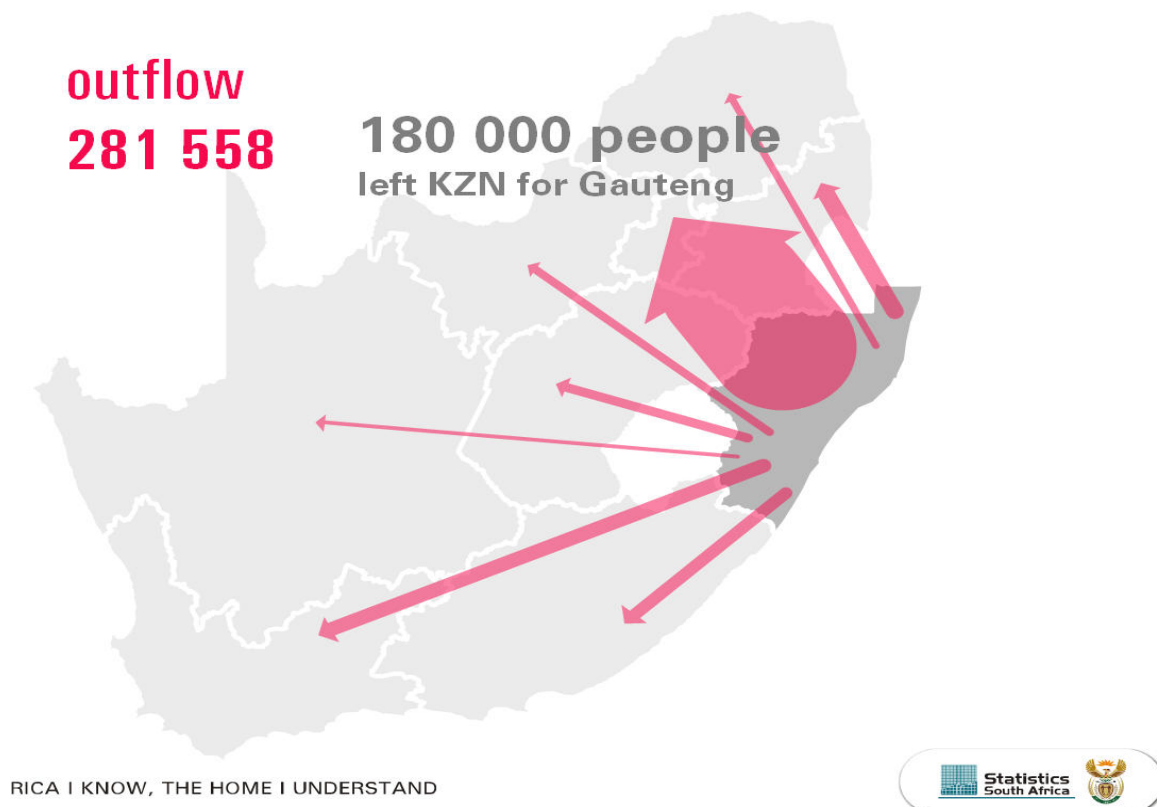 outflow
281 558
180 000 people
left KZN for Gauteng
RICA I KNOW, THE HOME I UNDERSTAND
Statistics
South Africa